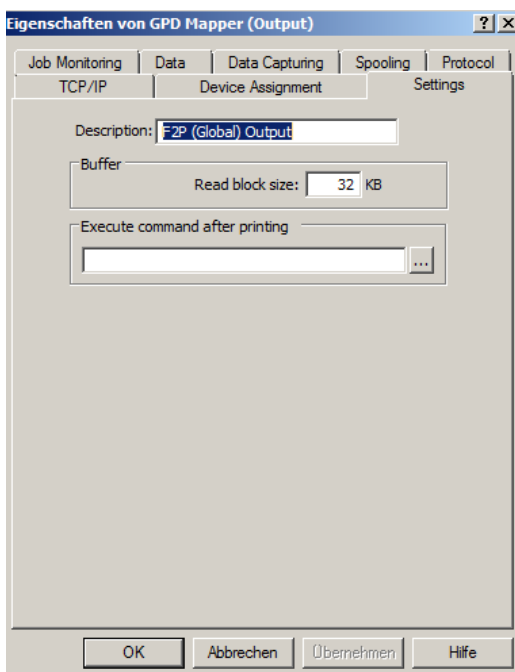 Eigenschaften von GPD Mapper (Output) ? X
Job Monitoring Data Data Capturing Spooling Protocol
TCP/IP Device Assignment Settings
Description: F2P (Global) Output
Buffer
Read block size: 32 KB
Execute command after printing
...
OK Abbrechen Übernehmen Hilfe